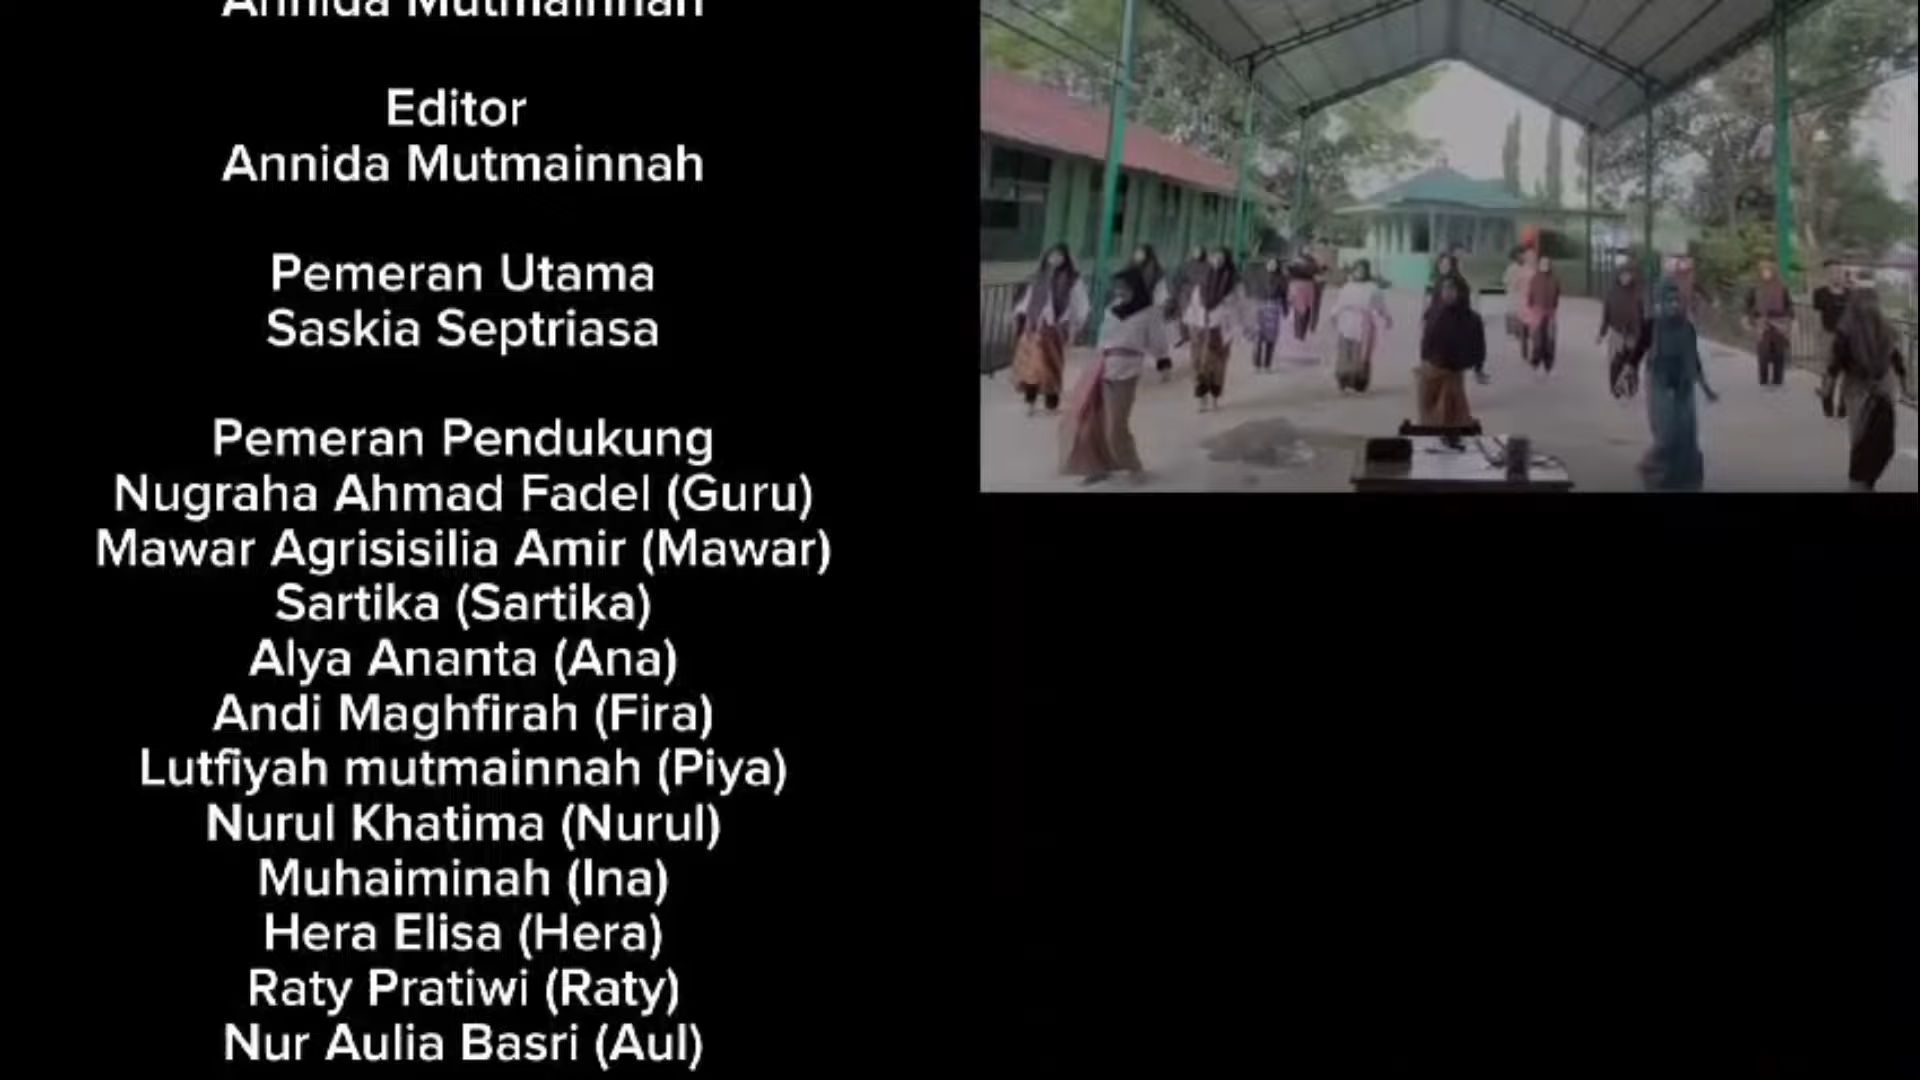 Annida Mutmainnah
Editor
Annida Mutmainnah
Pemeran Utama
Saskia Septriasa
Pemeran Pendukung
Nugraha Ahmad Fadel (Guru)
Mawar Agrisisilia Amir (Mawar)
Sartika (Sartika)
Alya Ananta (Ana)
Andi Maghfirah (Fira)
Lutfiyah mutmainnah (Piya)
Nurul Khatima (Nurul)
Muhaiminah (Ina)
Hera Elisa (Hera)
Raty Pratiwi (Raty)
Nur Aulia Basri (Aul)